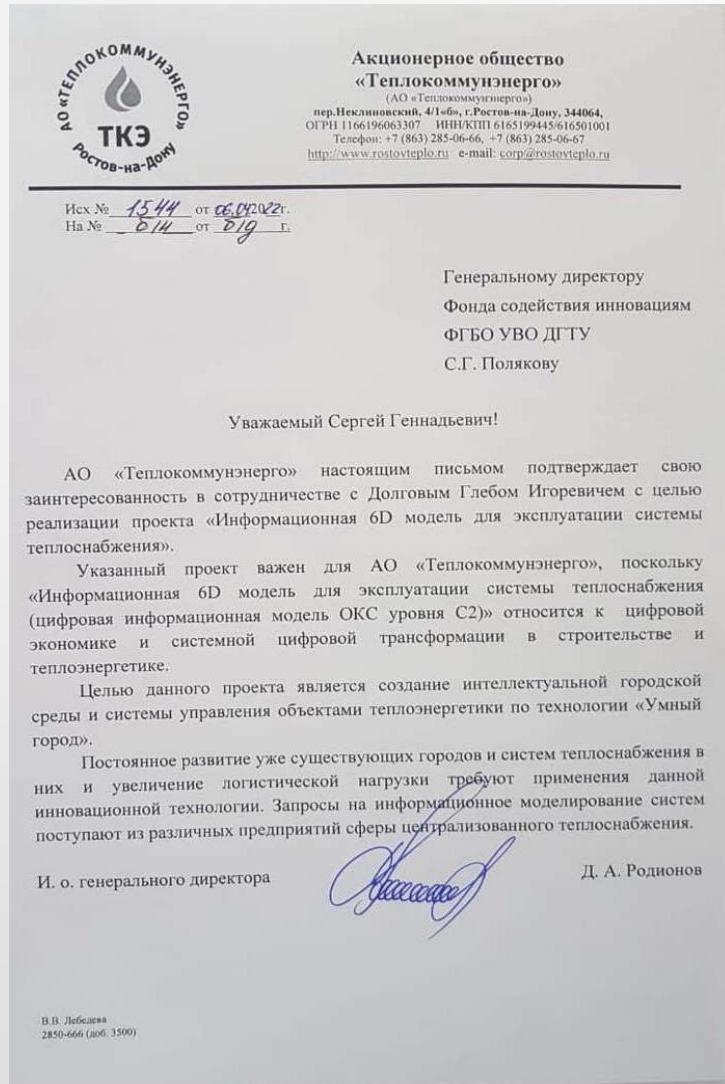 АО «ТЕПЛОКОММУНЭНЕРГО»
ТКЭ
Ростов-на-Дону
Акционерное общество
«Теплокоммунэнерго»
(АО «Теплокоммунэнерго»)
пер.Неклиновский, 4/1«б», г.Ростов-на-Дону, 344064,
ОГРН 1166196063307 ИНН/КПП 6165199445/616501001
Телефон: +7 (863) 285-06-66, +7 (863) 285-06-67
http://www.rostovteplo.ru e-mail: corp@rostovteplo.ru
Исх № 1544 от 06.042022г.
На № б/н от б/д г.
Генеральному директору
Фонда содействия инновациям
ФГБО УВО ДГТУ
С.Г. Полякову
Уважаемый Сергей Геннадьевич!
АО «Теплокоммунэнерго» настоящим письмом подтверждает свою
заинтересованность в сотрудничестве с Долговым Глебом Игоревичем с целью
реализации проекта «Информационная 6D модель для эксплуатации системы
теплоснабжения».
Указанный проект важен для АО «Теплокоммунэнерго», поскольку
«Информационная 6D модель для эксплуатации системы теплоснабжения
(цифровая информационная модель ОКС уровня С2)» относится к цифровой
экономике и системной цифровой трансформации в строительстве и
теплоэнергетике.
Целью данного проекта является создание интеллектуальной городской
среды и системы управления объектами теплоэнергетики по технологии «Умный
город».
Постоянное развитие уже существующих городов и систем теплоснабжения в
них и увеличение логистической нагрузки требуют применения данной
инновационной технологии. Запросы на информационное моделирование систем
поступают из различных предприятий сферы централизованного теплоснабжения.
И. о. генерального директора Д. А. Родионов
В.В. Лебедева
2850-666 (доб. 3500)